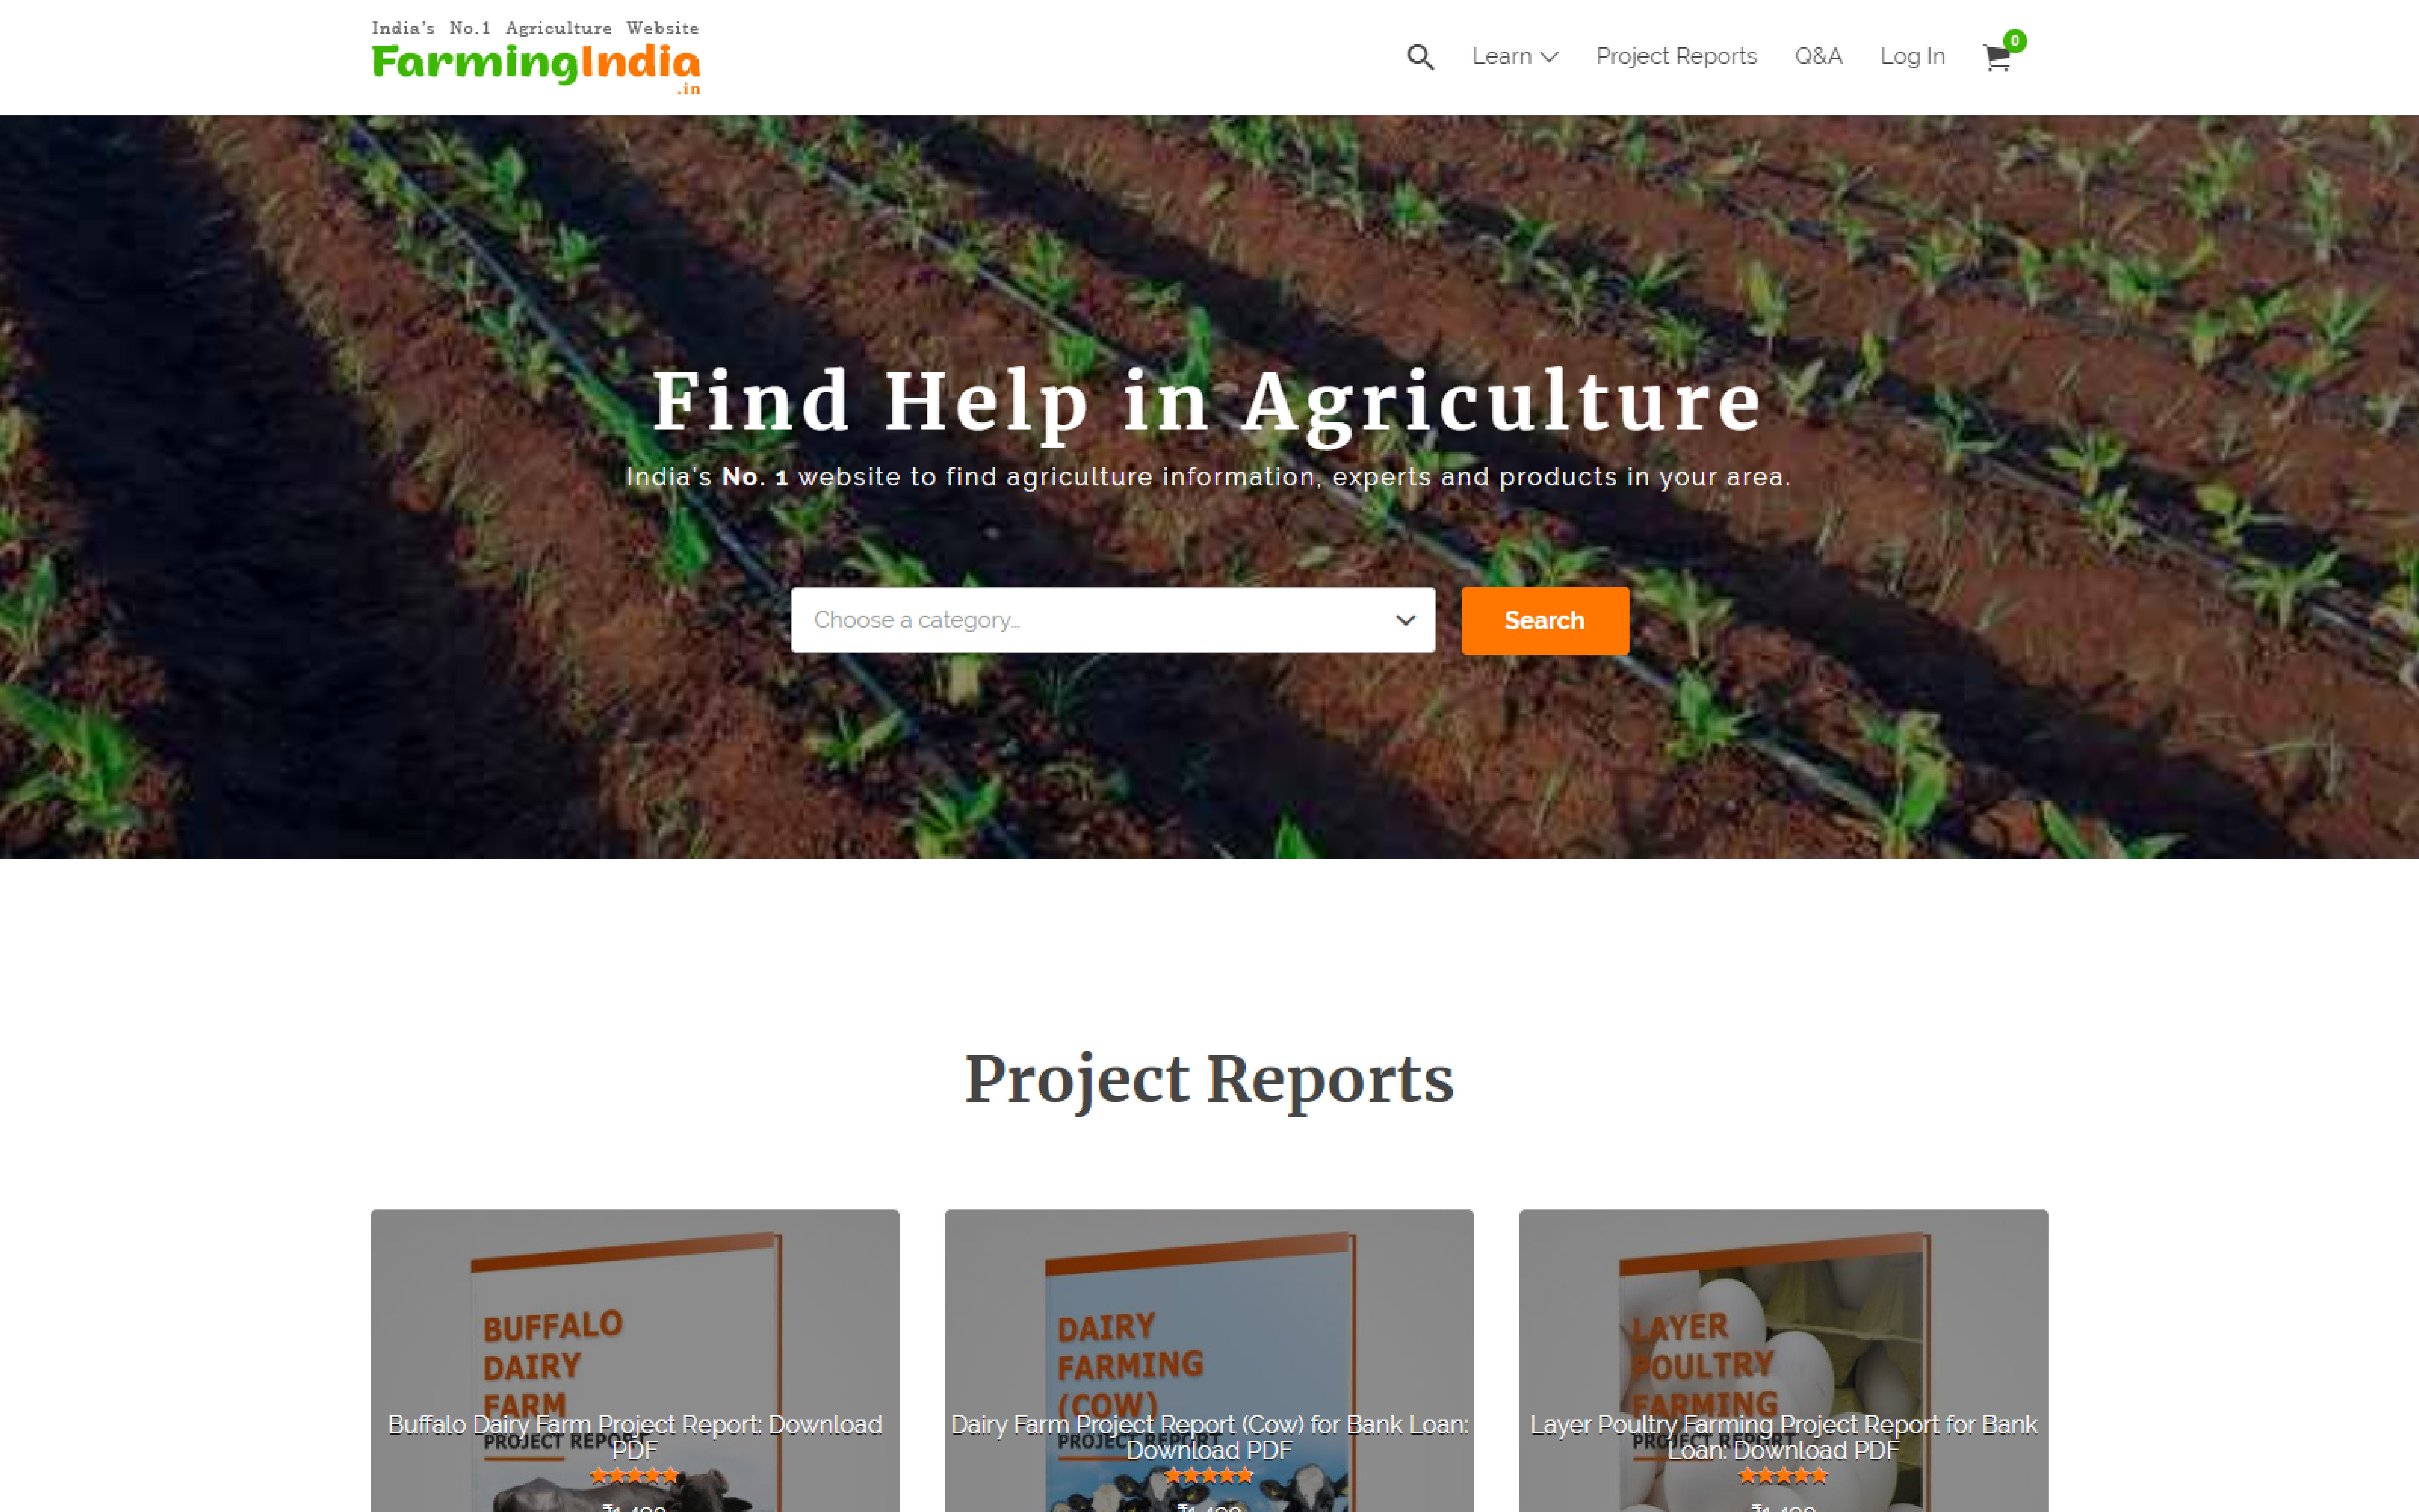 India's No.1 Agriculture Website
FarmingIndia
.in
Learn
Project Reports
Q&A
Log In
0
Find Help in Agriculture
India's No. 1 website to find agriculture information, experts and products in your area.
Choose a category...
Search
Project Reports
BUFFALO
DAIRY
FARM
PROJECT REPORT
Buffalo Dairy Farm Project Report: Download
PDF
DAIRY
FARMING
(COW)
PROJECT REPORT
Dairy Farm Project Report (Cow) for Bank Loan:
Download PDF
LAYER
POULTRY
FARMING
PROJECT REPORT
Layer Poultry Farming Project Report for Bank
Loan: Download PDF